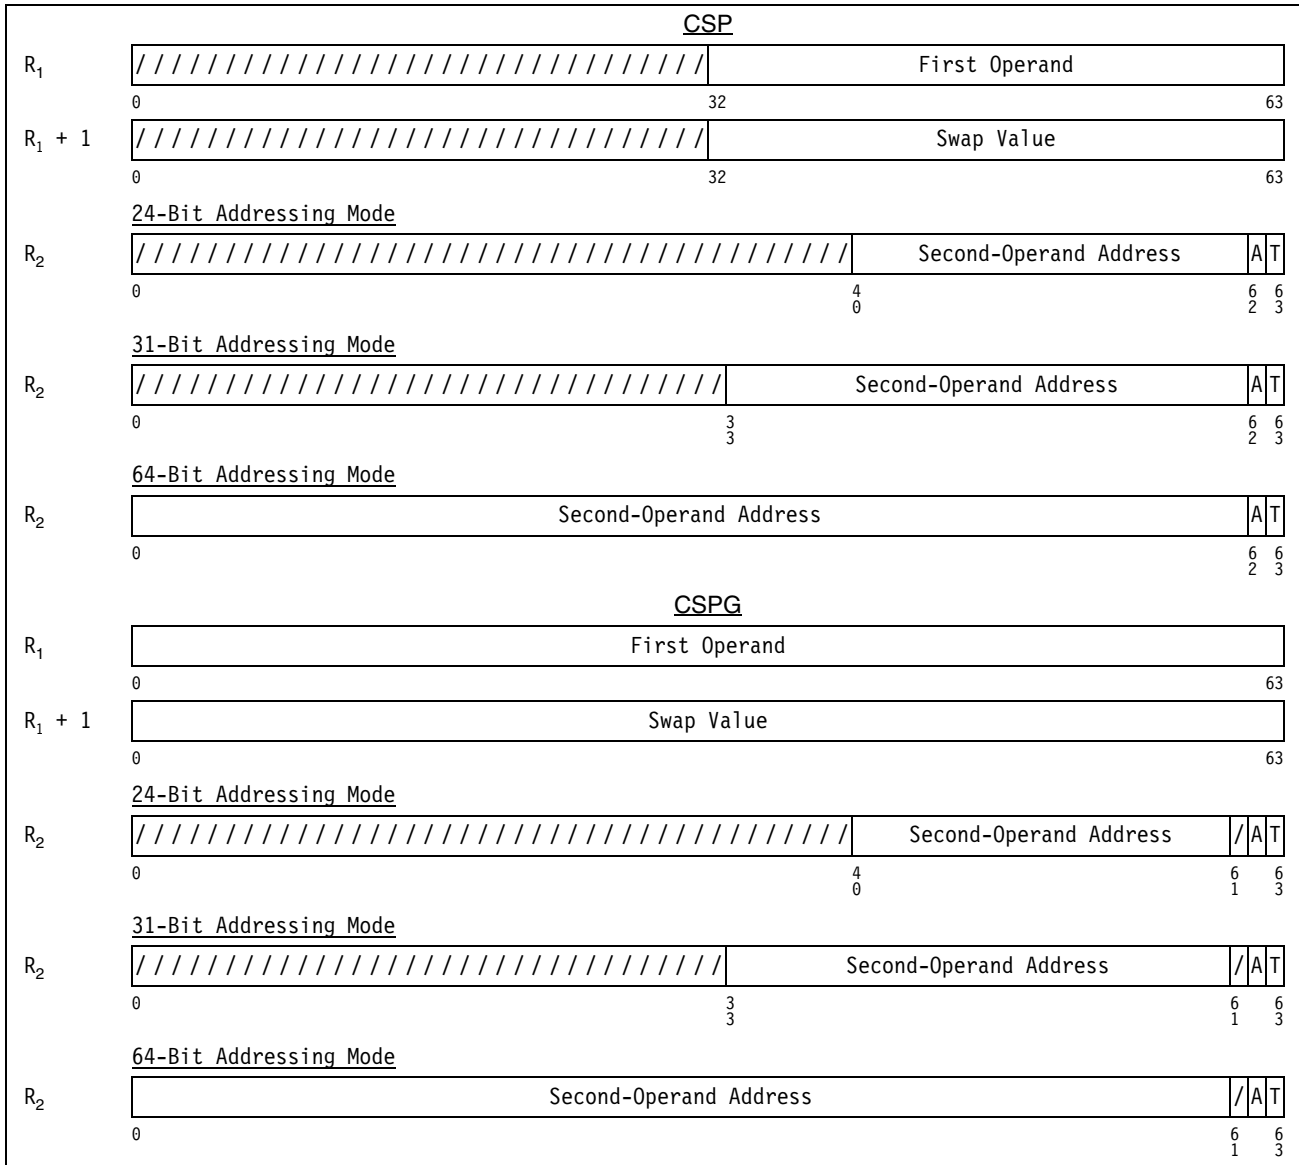 CSP
R₁ ///////////////////////////////// First Operand
0 32 63
R₁ + 1 ///////////////////////////////// Swap Value
0 32 63
24-Bit Addressing Mode
R₂ //////////////////////////////////////// Second-Operand Address A T
0 40 62 63
31-Bit Addressing Mode
R₂ ///////////////////////////////// Second-Operand Address A T
0 33 62 63
64-Bit Addressing Mode
R₂ Second-Operand Address A T
0 62 63
CSPG
R₁ First Operand
0 63
R₁ + 1 Swap Value
0 63
24-Bit Addressing Mode
R₂ //////////////////////////////////////// Second-Operand Address / A T
0 40 61 63
31-Bit Addressing Mode
R₂ ///////////////////////////////// Second-Operand Address / A T
0 33 61 63
64-Bit Addressing Mode
R₂ Second-Operand Address / A T
0 61 63